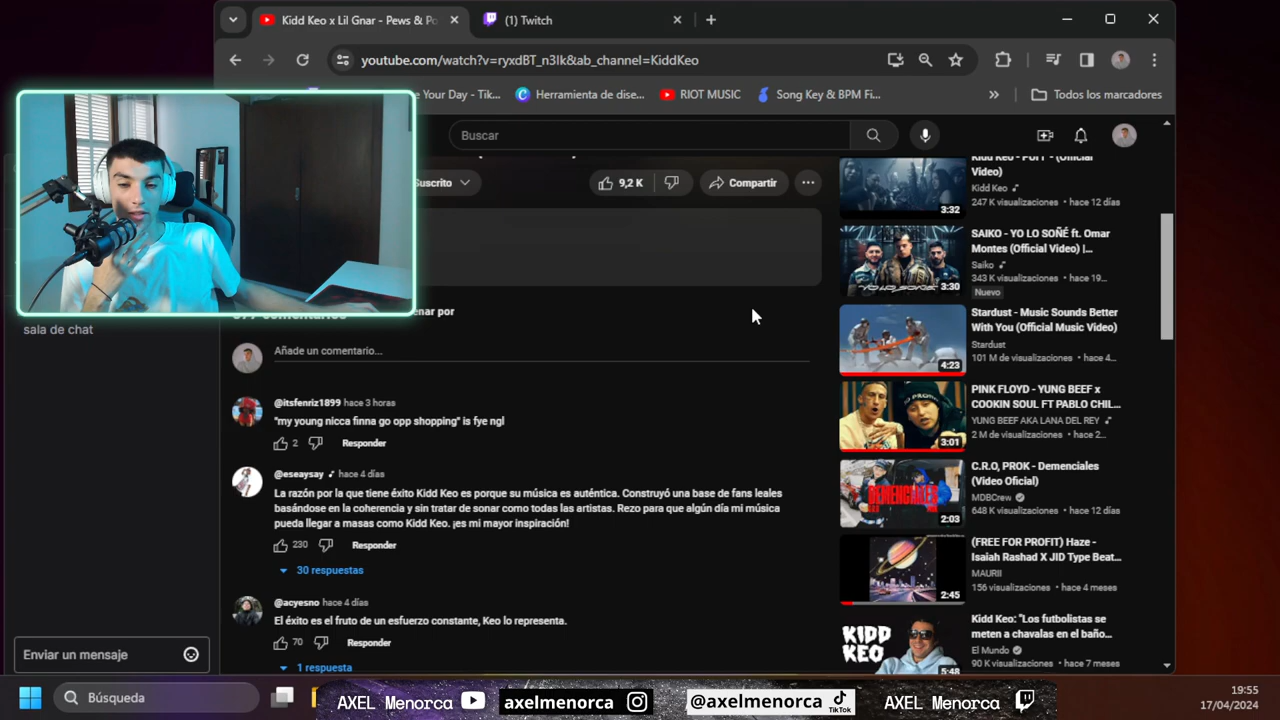 Kidd Keo x Lil Gnar - Pews & Po
(1) Twitch
youtube.com/watch?v=ryxdBT_n3lk&ab_channel=KiddKeo
e Your Day - Tik...
Herramienta de dise...
RIOT MUSIC
Song Key & BPM Fi...
Todos los marcadores
Buscar
Suscrito
9,2 K
Compartir
enar por
Añade un comentario...
@itsfenriz1899 hace 3 horas
"my young nicca finna go opp shopping" is fye ngl
2
Responder
@eseaysay hace 4 días
La razón por la que tiene éxito Kidd Keo es porque su música es auténtica. Construyó una base de fans leales
basándose en la coherencia y sin tratar de sonar como todas las artistas. Rezo para que algún día mi música
pueda llegar a masas como Kidd Keo. ¡es mi mayor inspiración!
230
Responder
30 respuestas
@acyesno hace 4 días
El éxito es el fruto de un esfuerzo constante, Keo lo representa.
70
Responder
1 respuesta
Video)
Kidd Keo
247 K visualizaciones • hace 12 días
3:32
SAIKO - YO LO SOÑÉ ft. Omar
Montes (Official Video) |...
Saiko
343 K visualizaciones • hace 19...
Nuevo
3:30
Stardust - Music Sounds Better
With You (Official Music Video)
Stardust
101 M de visualizaciones • hace 4...
4:23
PINK FLOYD - YUNG BEEF x
COOKIN SOUL FT PABLO CHIL...
YUNG BEEF AKA LANA DEL REY
2 M de visualizaciones • hace 2...
3:01
C.R.O, PROK - Demenciales
(Video Oficial)
MDBCrew
648 K visualizaciones • hace 12 días
DEMENCIALES
2:03
(FREE FOR PROFIT) Haze -
Isaiah Rashad X JID Type Beat...
MAURII
156 visualizaciones • hace 4 meses
2:45
Kidd Keo: "Los futbolistas se
meten a chavalas en el baño...
El Mundo
90 K visualizaciones • hace 7 meses
KIDD
KEO
5:48
sala de chat
Enviar un mensaje
Búsqueda
AXEL Menorca
axelmenorca
@axelmenorca
TikTok
AXEL Menorca
19:55
17/04/2024